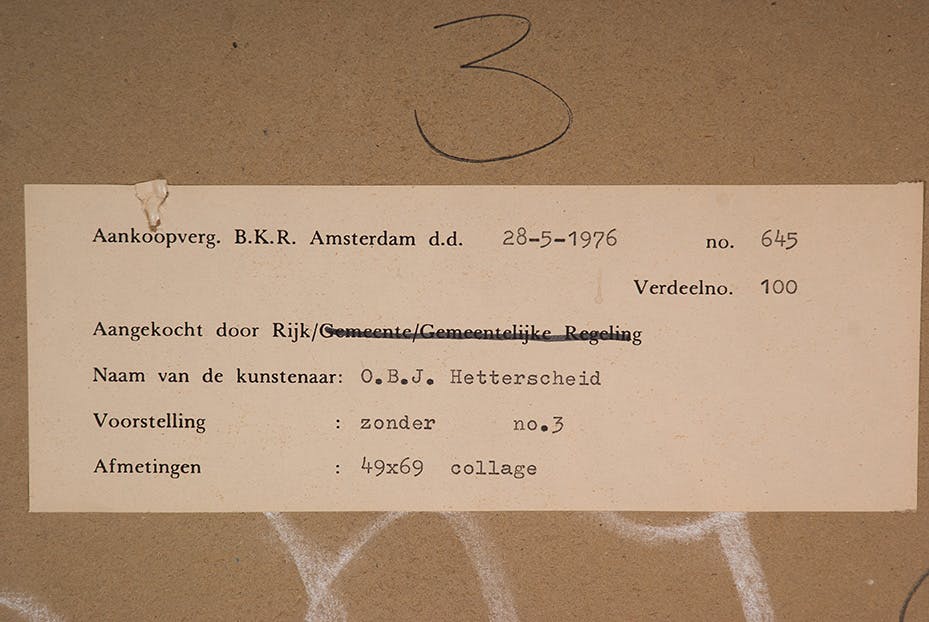 3
Aankoopverg. B.K.R. Amsterdam d.d. 28-5-1976 no. 645
Verdeelno. 100
Aangekocht door Rijk/Gemeente/Gemeentelijke Regeling
Naam van de kunstenaar: O.B.J. Hetterscheid
Voorstelling : zonder no.3
Afmetingen : 49x69 collage